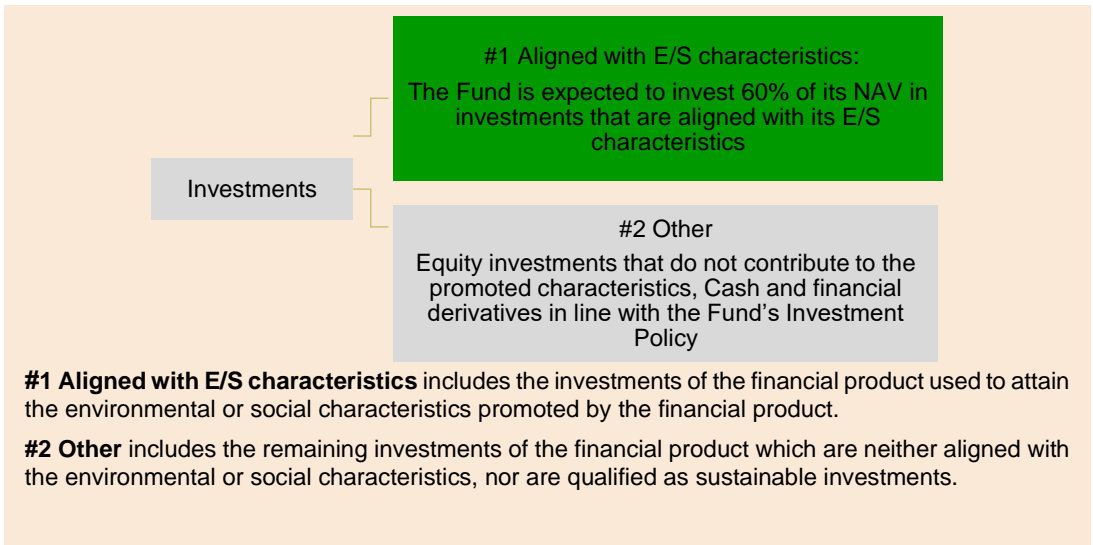 #1 Aligned with E/S characteristics:
The Fund is expected to invest 60% of its NAV in
investments that are aligned with its E/S
characteristics
Investments
#2 Other
Equity investments that do not contribute to the
promoted characteristics, Cash and financial
derivatives in line with the Fund's Investment
Policy
#1 Aligned with E/S characteristics includes the investments of the financial product used to attain
the environmental or social characteristics promoted by the financial product.
#2 Other includes the remaining investments of the financial product which are neither aligned with
the environmental or social characteristics, nor are qualified as sustainable investments.